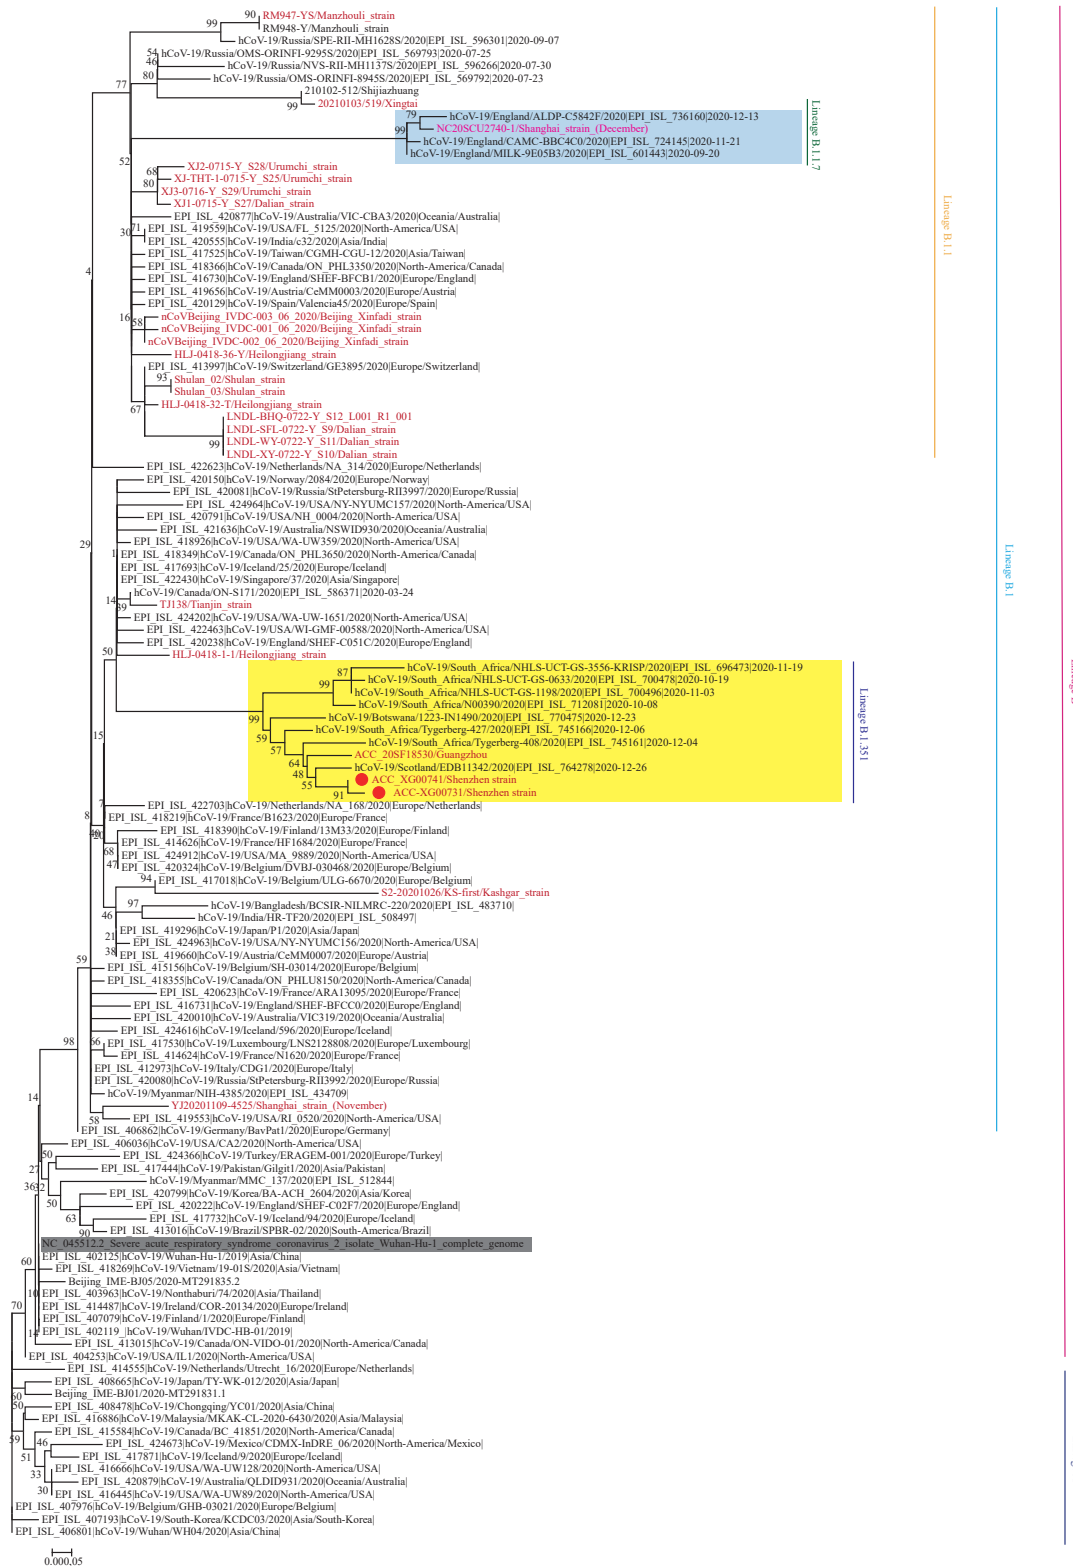 RM947-YS/Manzhouli_strain
RM948-Y/Manzhouli_strain
hCoV-19/Russia/SPE-RII-MH1628S/2020|EPI_ISL_596301|2020-09-07
hCoV-19/Russia/OMS-ORINFI-9295S/2020|EPI_ISL_569793|2020-07-25
hCoV-19/Russia/NVS-RII-MH1137S/2020|EPI_ISL_596266|2020-07-30
hCoV-19/Russia/OMS-ORINFI-8945S/2020|EPI_ISL_569792|2020-07-23
210102-512/Shijiazhuang
20210103/519/Xingtai
hCoV-19/England/ALDP-C5842F/2020|EPI_ISL_736160|2020-12-13
NC20SCU2740-1/Shanghai_strain_(December)
hCoV-19/England/CAMC-BBC4C0/2020|EPI_ISL_724145|2020-11-21
hCoV-19/England/MILK-9E05B3/2020|EPI_ISL_601443|2020-09-20
XJ2-0715-Y_S28/Urumchi_strain
XJ-THT-1-0715-Y_S25/Urumchi_strain
XJ3-0716-Y_S29/Urumchi_strain
XJ1-0715-Y_S27/Dalian_strain
EPI_ISL_420877|hCoV-19/Australia/VIC-CBA3/2020|Oceania/Australia|
EPI_ISL_419559|hCoV-19/USA/FL_5125/2020|North-America/USA|
EPI_ISL_420555|hCoV-19/India/c32/2020|Asia/India|
EPI_ISL_417525|hCoV-19/Taiwan/CGMH-CGU-12/2020|Asia/Taiwan|
EPI_ISL_418366|hCoV-19/Canada/ON_PHL3350/2020|North-America/Canada|
EPI_ISL_416730|hCoV-19/England/SHEF-BFCB1/2020|Europe/England|
EPI_ISL_419656|hCoV-19/Austria/CeMM0003/2020|Europe/Austria|
EPI_ISL_420129|hCoV-19/Spain/Valencia45/2020|Europe/Spain|
nCoVBeijing_IVDC-003_06_2020/Beijing_Xinfadi_strain
nCoVBeijing_IVDC-001_06_2020/Beijing_Xinfadi_strain
nCoVBeijing_IVDC-002_06_2020/Beijing_Xinfadi_strain
HLJ-0418-36-Y/Heilongjiang_strain
EPI_ISL_413997|hCoV-19/Switzerland/GE3895/2020|Europe/Switzerland|
Shulan_02/Shulan_strain
Shulan_03/Shulan_strain
HLJ-0418-32-T/Heilongjiang_strain
LNDL-BHQ-0722-Y_S12_L001_R1_001
LNDL-SFL-0722-Y_S9/Dalian_strain
LNDL-WY-0722-Y_S11/Dalian_strain
LNDL-XY-0722-Y_S10/Dalian_strain
EPI_ISL_422623|hCoV-19/Netherlands/NA_314/2020|Europe/Netherlands|
EPI_ISL_420150|hCoV-19/Norway/2084/2020|Europe/Norway|
EPI_ISL_420081|hCoV-19/Russia/StPetersburg-RII3997/2020|Europe/Russia|
EPI_ISL_424964|hCoV-19/USA/NY-NYUMC157/2020|North-America/USA|
EPI_ISL_420791|hCoV-19/USA/NH_0004/2020|North-America/USA|
EPI_ISL_421636|hCoV-19/Australia/NSWID930/2020|Oceania/Australia|
EPI_ISL_418926|hCoV-19/USA/WA-UW359/2020|North-America/USA|
EPI_ISL_418349|hCoV-19/Canada/ON_PHL3650/2020|North-America/Canada|
EPI_ISL_417693|hCoV-19/Iceland/25/2020|Europe/Iceland|
EPI_ISL_422430|hCoV-19/Singapore/37/2020|Asia/Singapore|
hCoV-19/Canada/ON-S171/2020|EPI_ISL_586371|2020-03-24
TJ138/Tianjin_strain
EPI_ISL_424202|hCoV-19/USA/WA-UW-1651/2020|North-America/USA|
EPI_ISL_422463|hCoV-19/USA/WI-GMF-00588/2020|North-America/USA|
EPI_ISL_420238|hCoV-19/England/SHEF-C051C/2020|Europe/England|
HLJ-0418-1-1/Heilongjiang_strain
hCoV-19/South_Africa/NHLS-UCT-GS-3556-KRISP/2020|EPI_ISL_696473|2020-11-19
hCoV-19/South_Africa/NHLS-UCT-GS-0633/2020|EPI_ISL_700478|2020-10-19
hCoV-19/South_Africa/NHLS-UCT-GS-1198/2020|EPI_ISL_700496|2020-11-03
hCoV-19/South_Africa/N00390/2020|EPI_ISL_712081|2020-10-08
hCoV-19/Botswana/1223-IN1490/2020|EPI_ISL_770475|2020-12-23
hCoV-19/South_Africa/Tygerberg-427/2020|EPI_ISL_745166|2020-12-06
hCoV-19/South_Africa/Tygerberg-408/2020|EPI_ISL_745161|2020-12-04
ACC_20SF18530/Guangzhou
hCoV-19/Scotland/EDB11342/2020|EPI_ISL_764278|2020-12-26
ACC_XG00741/Shenzhen strain
ACC-XG00731/Shenzhen strain
EPI_ISL_422703|hCoV-19/Netherlands/NA_168/2020|Europe/Netherlands|
EPI_ISL_418219|hCoV-19/France/B1623/2020|Europe/France|
EPI_ISL_418390|hCoV-19/Finland/13M33/2020|Europe/Finland|
EPI_ISL_414626|hCoV-19/France/HF1684/2020|Europe/France|
EPI_ISL_424912|hCoV-19/USA/MA_9889/2020|North-America/USA|
EPI_ISL_420324|hCoV-19/Belgium/DVBJ-030468/2020|Europe/Belgium|
EPI_ISL_417018|hCoV-19/Belgium/ULG-6670/2020|Europe/Belgium|
S2-20201026/KS-first/Kashgar_strain
hCoV-19/Bangladesh/BCSIR-NILMRC-220/2020|EPI_ISL_483710|
hCoV-19/India/HR-TF20/2020|EPI_ISL_508497|
EPI_ISL_419296|hCoV-19/Japan/P1/2020|Asia/Japan|
EPI_ISL_424963|hCoV-19/USA/NY-NYUMC156/2020|North-America/USA|
EPI_ISL_419660|hCoV-19/Austria/CeMM0007/2020|Europe/Austria|
EPI_ISL_415156|hCoV-19/Belgium/SH-03014/2020|Europe/Belgium|
EPI_ISL_418355|hCoV-19/Canada/ON_PHLU8150/2020|North-America/Canada|
EPI_ISL_420623|hCoV-19/France/ARA13095/2020|Europe/France|
EPI_ISL_416731|hCoV-19/England/SHEF-BFCC0/2020|Europe/England|
EPI_ISL_420010|hCoV-19/Australia/VIC319/2020|Oceania/Australia|
EPI_ISL_424616|hCoV-19/Iceland/596/2020|Europe/Iceland|
EPI_ISL_417530|hCoV-19/Luxembourg/LNS2128808/2020|Europe/Luxembourg|
EPI_ISL_414624|hCoV-19/France/N1620/2020|Europe/France|
EPI_ISL_412973|hCoV-19/Italy/CDG1/2020|Europe/Italy|
EPI_ISL_420080|hCoV-19/Russia/StPetersburg-RII3992/2020|Europe/Russia|
hCoV-19/Myanmar/NIH-4385/2020|EPI_ISL_434709|
YJ20201109-4525/Shanghai_strain_(November)
EPI_ISL_419553|hCoV-19/USA/RI_0520/2020|North-America/USA|
EPI_ISL_406862|hCoV-19/Germany/BavPat1/2020|Europe/Germany|
EPI_ISL_406036|hCoV-19/USA/CA2/2020|North-America/USA|
EPI_ISL_424366|hCoV-19/Turkey/ERAGEM-001/2020|Europe/Turkey|
EPI_ISL_417444|hCoV-19/Pakistan/Gilgit1/2020|Asia/Pakistan|
hCoV-19/Myanmar/MMC_137/2020|EPI_ISL_512844|
EPI_ISL_420799|hCoV-19/Korea/BA-ACH_2604/2020|Asia/Korea|
EPI_ISL_420222|hCoV-19/England/SHEF-C02F7/2020|Europe/England|
EPI_ISL_417732|hCoV-19/Iceland/94/2020|Europe/Iceland|
EPI_ISL_413016|hCoV-19/Brazil/SPBR-02/2020|South-America/Brazil|
NC_045512.2_Severe_acute_respiratory_syndrome_coronavirus_2_isolate_Wuhan-Hu-1_complete_genome
EPI_ISL_402125|hCoV-19/Wuhan-Hu-1/2019|Asia/China|
EPI_ISL_418269|hCoV-19/Vietnam/19-01S/2020|Asia/Vietnam|
Beijing_IME-BJ05/2020-MT291835.2
EPI_ISL_403963|hCoV-19/Nonthaburi/74/2020|Asia/Thailand|
EPI_ISL_414487|hCoV-19/Ireland/COR-20134/2020|Europe/Ireland|
EPI_ISL_407079|hCoV-19/Finland/1/2020|Europe/Finland|
EPI_ISL_402119_|hCoV-19/Wuhan/IVDC-HB-01/2019|
EPI_ISL_413015|hCoV-19/Canada/ON-VIDO-01/2020|North-America/Canada|
EPI_ISL_404253|hCoV-19/USA/IL1/2020|North-America/USA|
EPI_ISL_414555|hCoV-19/Netherlands/Utrecht_16/2020|Europe/Netherlands|
EPI_ISL_408665|hCoV-19/Japan/TY-WK-012/2020|Asia/Japan|
Beijing_IME-BJ01/2020-MT291831.1
EPI_ISL_408478|hCoV-19/Chongqing/YC01/2020|Asia/China|
EPI_ISL_416886|hCoV-19/Malaysia/MKAK-CL-2020-6430/2020|Asia/Malaysia|
EPI_ISL_415584|hCoV-19/Canada/BC_41851/2020|North-America/Canada|
EPI_ISL_424673|hCoV-19/Mexico/CDMX-InDRE_06/2020|North-America/Mexico|
EPI_ISL_417871|hCoV-19/Iceland/9/2020|Europe/Iceland|
EPI_ISL_416666|hCoV-19/USA/WA-UW128/2020|North-America/USA|
EPI_ISL_420879|hCoV-19/Australia/QLDID931/2020|Oceania/Australia|
EPI_ISL_416445|hCoV-19/USA/WA-UW89/2020|North-America/USA|
EPI_ISL_407976|hCoV-19/Belgium/GHB-03021/2020|Europe/Belgium|
EPI_ISL_407193|hCoV-19/South-Korea/KCDC03/2020|Asia/South-Korea|
EPI_ISL_406801|hCoV-19/Wuhan/WH04/2020|Asia/China|
0.000,05
Lineage B.1.1.7
Lineage B.1.1
Lineage B.1
Lineage B.1.351
90
99
54
46
80
77
99
79
99
52
68
80
71
30
4
16
58
93
67
99
29
1
14
39
50
87
99
99
59
57
64
48
55
91
15
7
8
68
47
94
97
46
21
38
59
98
66
14
58
50
27
36
50
63
90
60
10
70
14
60
50
59
46
51
33
30